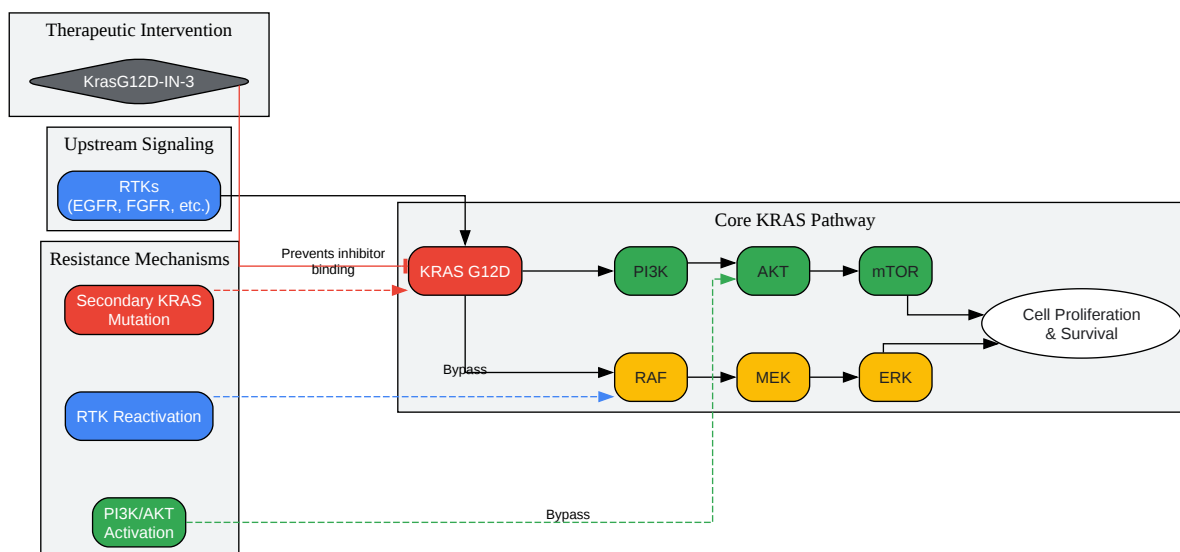 Therapeutic Intervention
KrasG12D-IN-3
Upstream Signaling
RTKs
(EGFR, FGFR, etc.)
Resistance Mechanisms
Secondary KRAS
Mutation
RTK Reactivation
PI3K/AKT
Activation
Prevents inhibitor
binding
Bypass
Bypass
Core KRAS Pathway
KRAS G12D
PI3K
AKT
mTOR
RAF
MEK
ERK
Cell Proliferation
& Survival